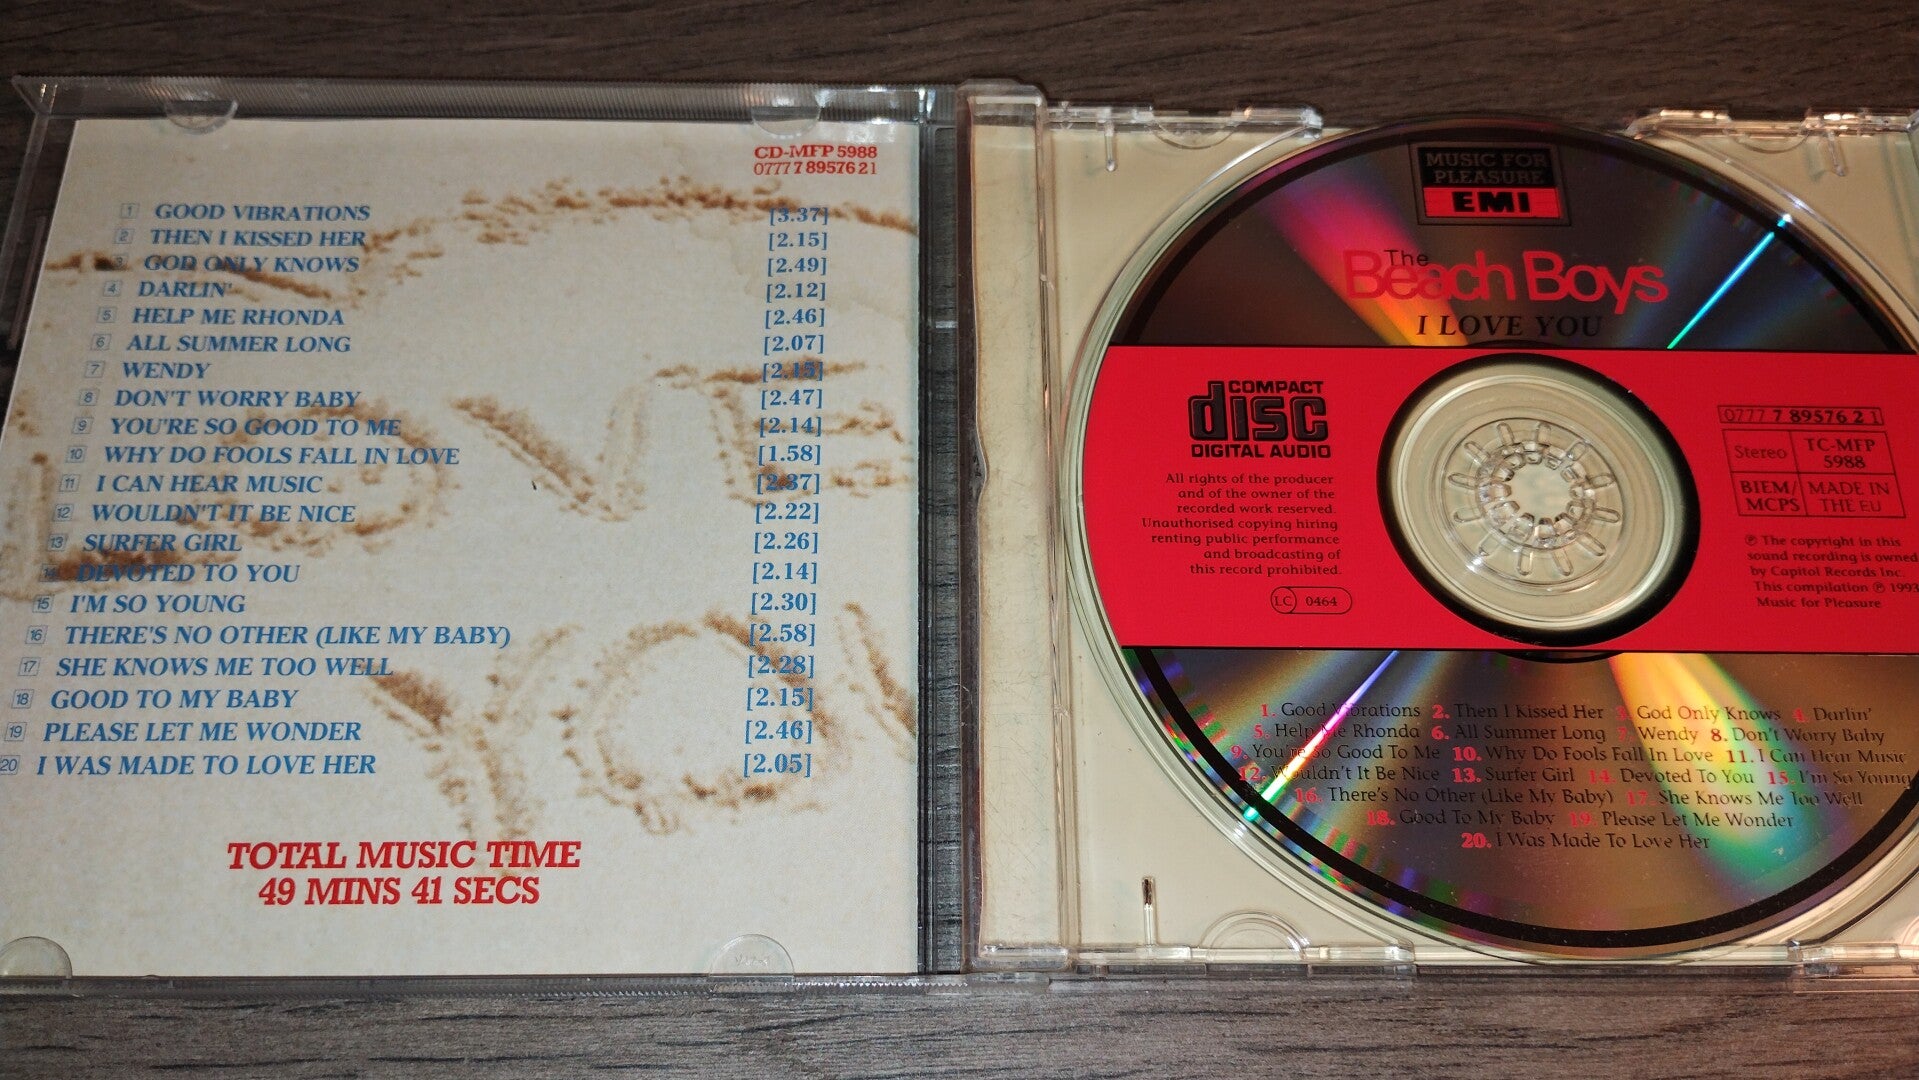 CD-MFP 5988
0777 7 89576 2 1
1 GOOD VIBRATIONS [3.37]
2 THEN I KISSED HER [2.15]
3 GOD ONLY KNOWS [2.49]
4 DARLIN' [2.12]
5 HELP ME RHONDA [2.46]
6 ALL SUMMER LONG [2.07]
7 WENDY [2.15]
8 DON'T WORRY BABY [2.47]
9 YOU'RE SO GOOD TO ME [2.14]
10 WHY DO FOOLS FALL IN LOVE [1.58]
11 I CAN HEAR MUSIC [2.37]
12 WOULDN'T IT BE NICE [2.22]
13 SURFER GIRL [2.26]
14 DEVOTED TO YOU [2.14]
15 I'M SO YOUNG [2.30]
16 THERE'S NO OTHER (LIKE MY BABY) [2.58]
17 SHE KNOWS ME TOO WELL [2.28]
18 GOOD TO MY BABY [2.15]
19 PLEASE LET ME WONDER [2.46]
20 I WAS MADE TO LOVE HER [2.05]
TOTAL MUSIC TIME
49 MINS 41 SECS
I LOVE
YOU
MUSIC FOR
PLEASURE
EMI
The
Beach Boys
I LOVE YOU
COMPACT
disc
DIGITAL AUDIO
All rights of the producer
and of the owner of the
recorded work reserved.
Unauthorised copying hiring
renting public performance
and broadcasting of
this record prohibited.
LC 0464
0777 7 89576 2 1
Stereo TC-MFP
5988
BIEM/ MADE IN
MCPS THE EU
℗ The copyright in this
sound recording is owned
by Capitol Records Inc.
This compilation ℗ 1993
Music for Pleasure
1. Good Vibrations 2. Then I Kissed Her 3. God Only Knows 4. Darlin'
5. Help Me Rhonda 6. All Summer Long 7. Wendy 8. Don't Worry Baby
9. You're So Good To Me 10. Why Do Fools Fall In Love 11. I Can Hear Music
12. Wouldn't It Be Nice 13. Surfer Girl 14. Devoted To You 15. I'm So Young
16. There's No Other (Like My Baby) 17. She Knows Me Too Well
18. Good To My Baby 19. Please Let Me Wonder
20. I Was Made To Love Her